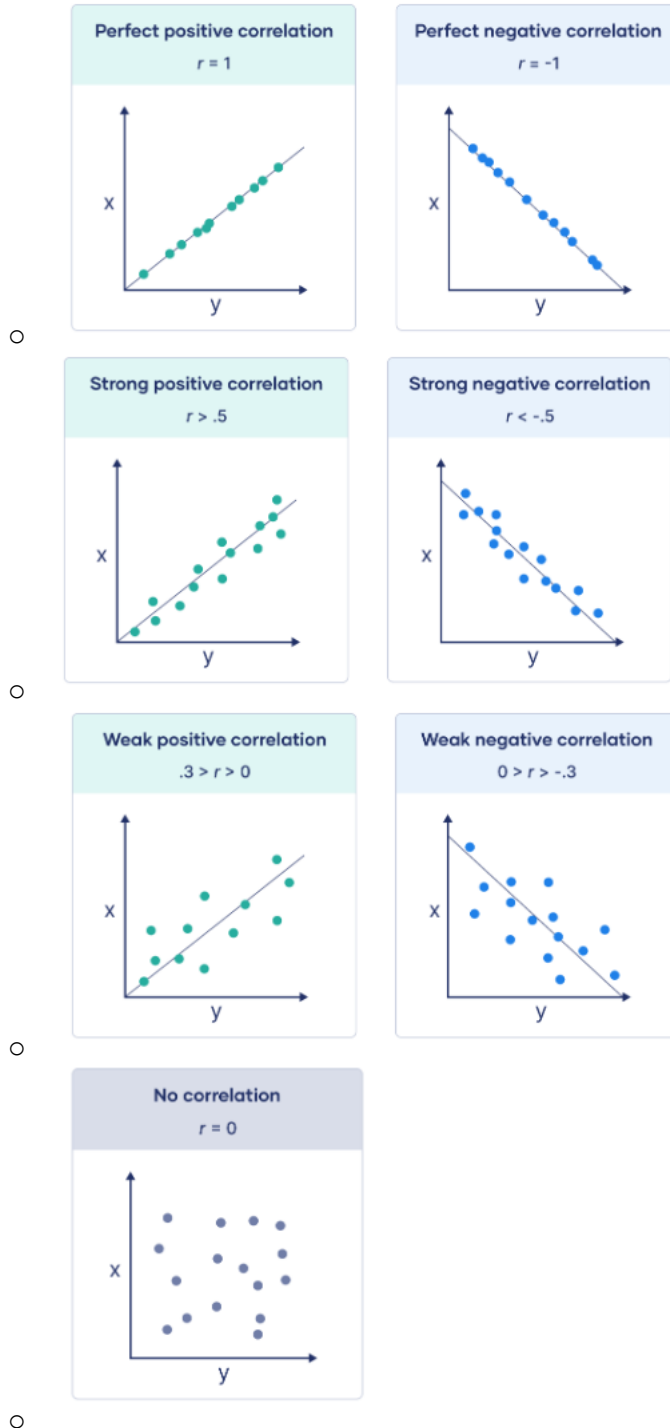 Perfect positive correlation
r = 1
x
y
Perfect negative correlation
r = -1
x
y
Strong positive correlation
r > .5
x
y
Strong negative correlation
r < -.5
x
y
Weak positive correlation
.3 > r > 0
x
y
Weak negative correlation
0 > r > -.3
x
y
No correlation
r = 0
x
y